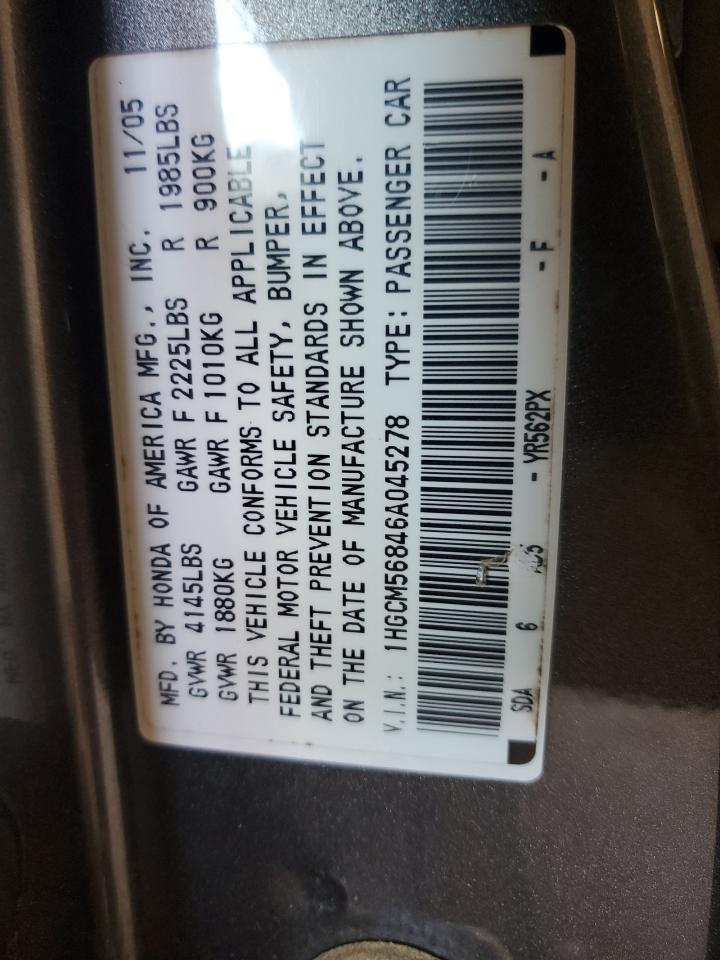 MFD. BY HONDA OF AMERICA MFG., INC. 11/05
GVWR 4145LBS GAWR F 2225LBS R 1985LBS
GVWR 1880KG GAWR F 1010KG R 900KG
THIS VEHICLE CONFORMS TO ALL APPLICABLE
FEDERAL MOTOR VEHICLE SAFETY, BUMPER,
AND THEFT PREVENTION STANDARDS IN EFFECT
ON THE DATE OF MANUFACTURE SHOWN ABOVE.
V.I.N.: 1HGCM56846A045278 TYPE: PASSENGER CAR
SDA 6 - YR562PX - F - A